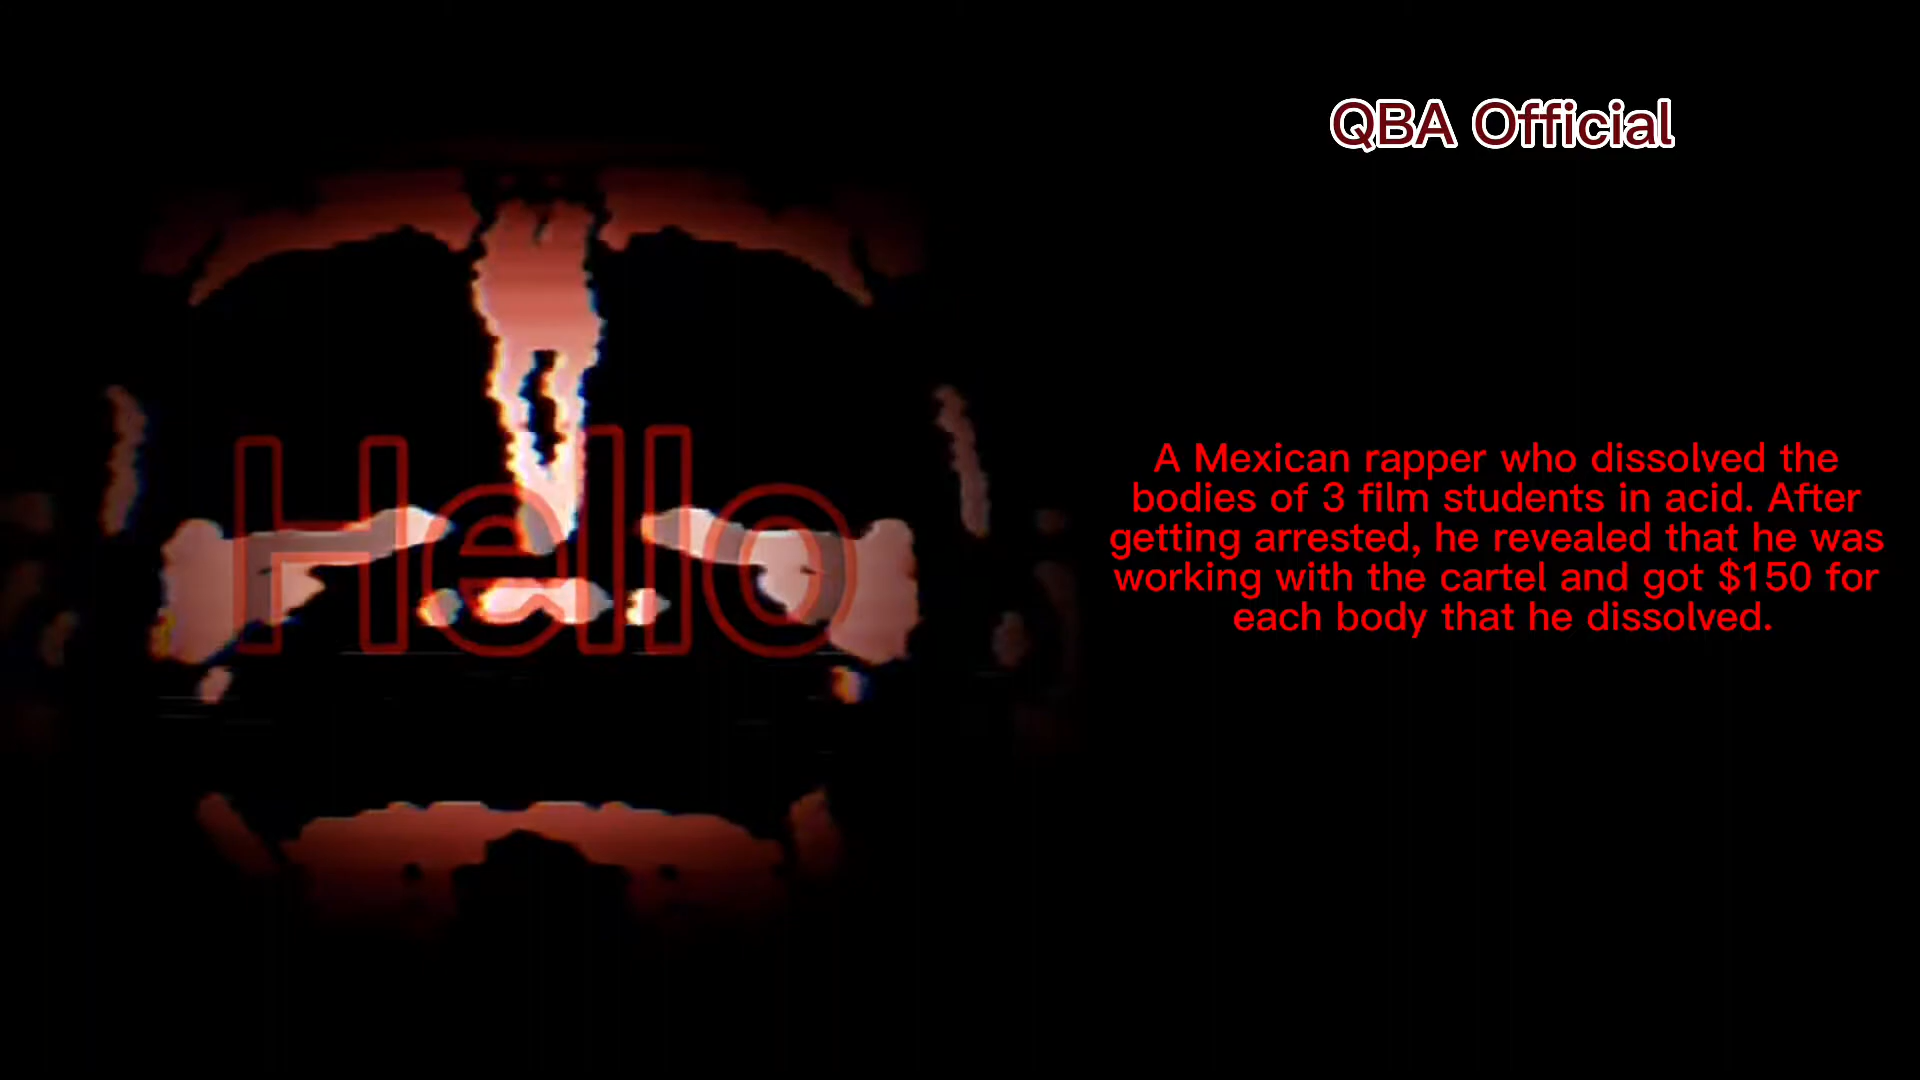 QBA Official
Hello
A Mexican rapper who dissolved the
bodies of 3 film students in acid. After
getting arrested, he revealed that he was
working with the cartel and got $150 for
each body that he dissolved.